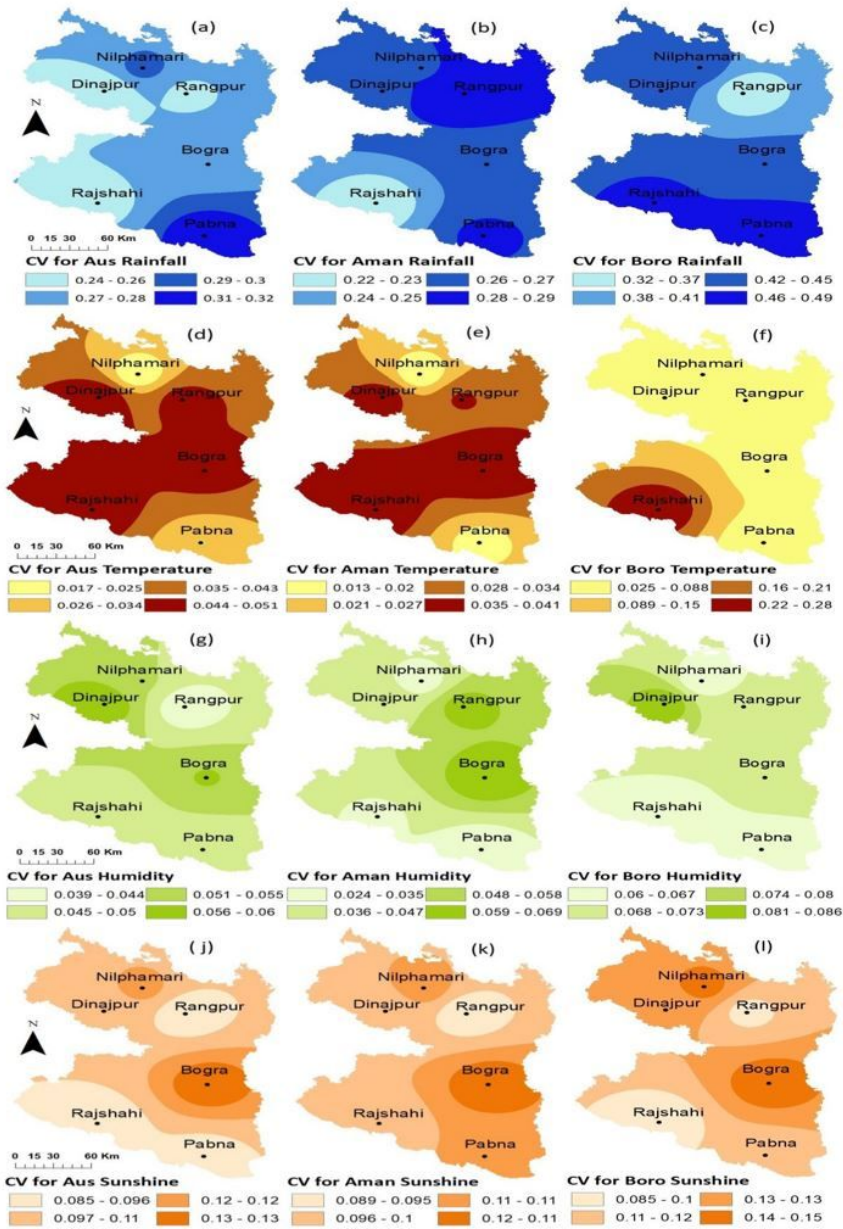 (a) (b) (c)
Nilphamari Nilphamari Nilphamari
Dinajpur Rangpur Dinajpur Rangpur Dinajpur Rangpur
N
Bogra Bogra Bogra
Rajshahi Rajshahi Rajshahi
Pabna Pabna Pabna
0 15 30 60 Km
CV for Aus Rainfall CV for Aman Rainfall CV for Boro Rainfall
0.24 - 0.26 0.29 - 0.3 0.22 - 0.23 0.26 - 0.27 0.32 - 0.37 0.42 - 0.45
0.27 - 0.28 0.31 - 0.32 0.24 - 0.25 0.28 - 0.29 0.38 - 0.41 0.46 - 0.49
(d) (e) (f)
Nilphamari Nilphamari Nilphamari
Dinajpur Rangpur Dinajpur Rangpur Dinajpur Rangpur
N
Bogra Bogra Bogra
Rajshahi Rajshahi Rajshahi
Pabna Pabna Pabna
0 15 30 60 Km
CV for Aus Temperature CV for Aman Temperature CV for Boro Temperature
0.017 - 0.025 0.035 - 0.043 0.013 - 0.02 0.028 - 0.034 0.025 - 0.088 0.16 - 0.21
0.026 - 0.034 0.044 - 0.051 0.021 - 0.027 0.035 - 0.041 0.089 - 0.15 0.22 - 0.28
(g) (h) (i)
Nilphamari Nilphamari Nilphamari
Dinajpur Rangpur Dinajpur Rangpur Dinajpur Rangpur
N
Bogra Bogra Bogra
Rajshahi Rajshahi Rajshahi
Pabna Pabna Pabna
0 15 30 60 Km
CV for Aus Humidity CV for Aman Humidity CV for Boro Humidity
0.039 - 0.044 0.051 - 0.055 0.024 - 0.035 0.048 - 0.058 0.06 - 0.067 0.074 - 0.08
0.045 - 0.05 0.056 - 0.06 0.036 - 0.047 0.059 - 0.069 0.068 - 0.073 0.081 - 0.086
(j) (k) (l)
Nilphamari Nilphamari Nilphamari
Dinajpur Rangpur Dinajpur Rangpur Dinajpur Rangpur
N
Bogra Bogra Bogra
Rajshahi Rajshahi Rajshahi
Pabna Pabna Pabna
0 15 30 60 Km
CV for Aus Sunshine CV for Aman Sunshine CV for Boro Sunshine
0.085 - 0.096 0.12 - 0.12 0.089 - 0.095 0.11 - 0.11 0.085 - 0.1 0.13 - 0.13
0.097 - 0.11 0.13 - 0.13 0.096 - 0.1 0.12 - 0.11 0.11 - 0.12 0.14 - 0.15